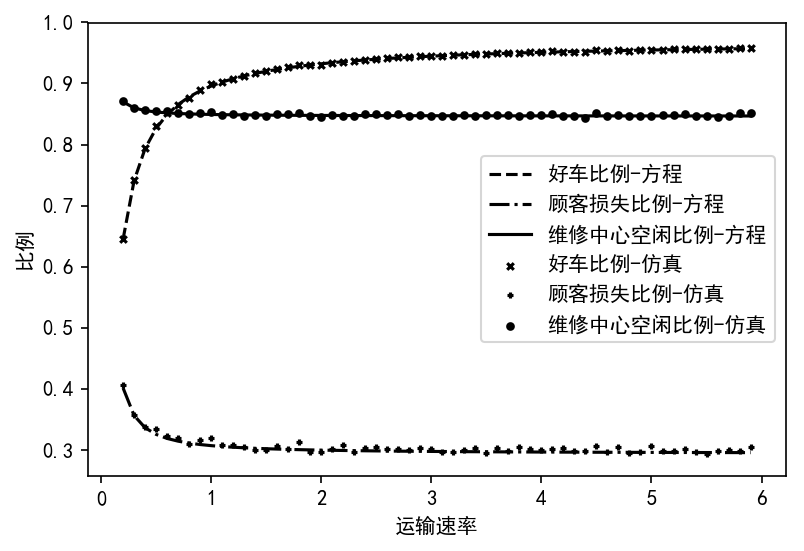 1.0
0.9
0.8
0.7
0.6
0.5
0.4
0.3
比例
好车比例-方程
顾客损失比例-方程
维修中心空闲比例-方程
好车比例-仿真
顾客损失比例-仿真
维修中心空闲比例-仿真
0 1 2 3 4 5 6
运输速率